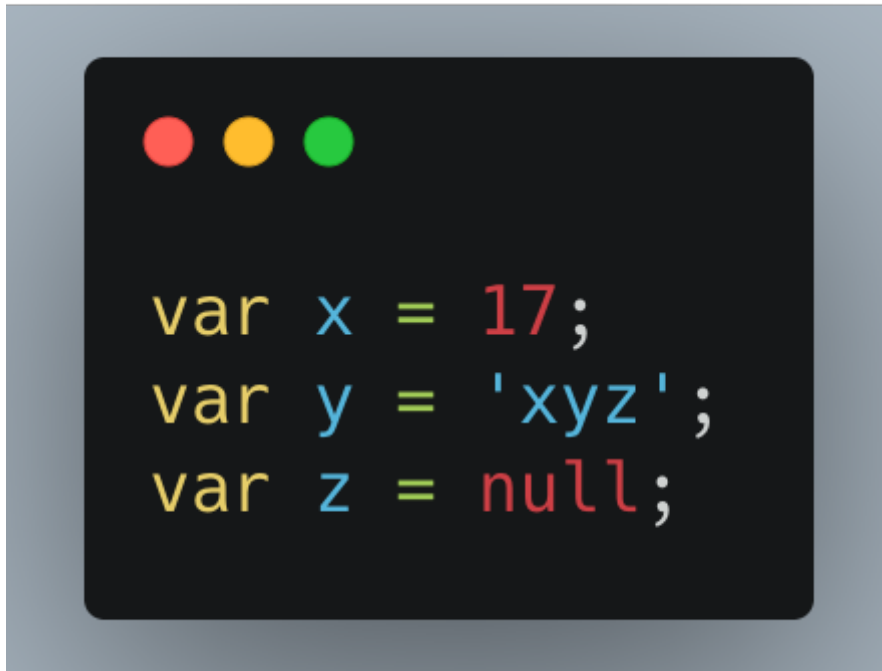 var x = 17;
var y = 'xyz';
var z = null;